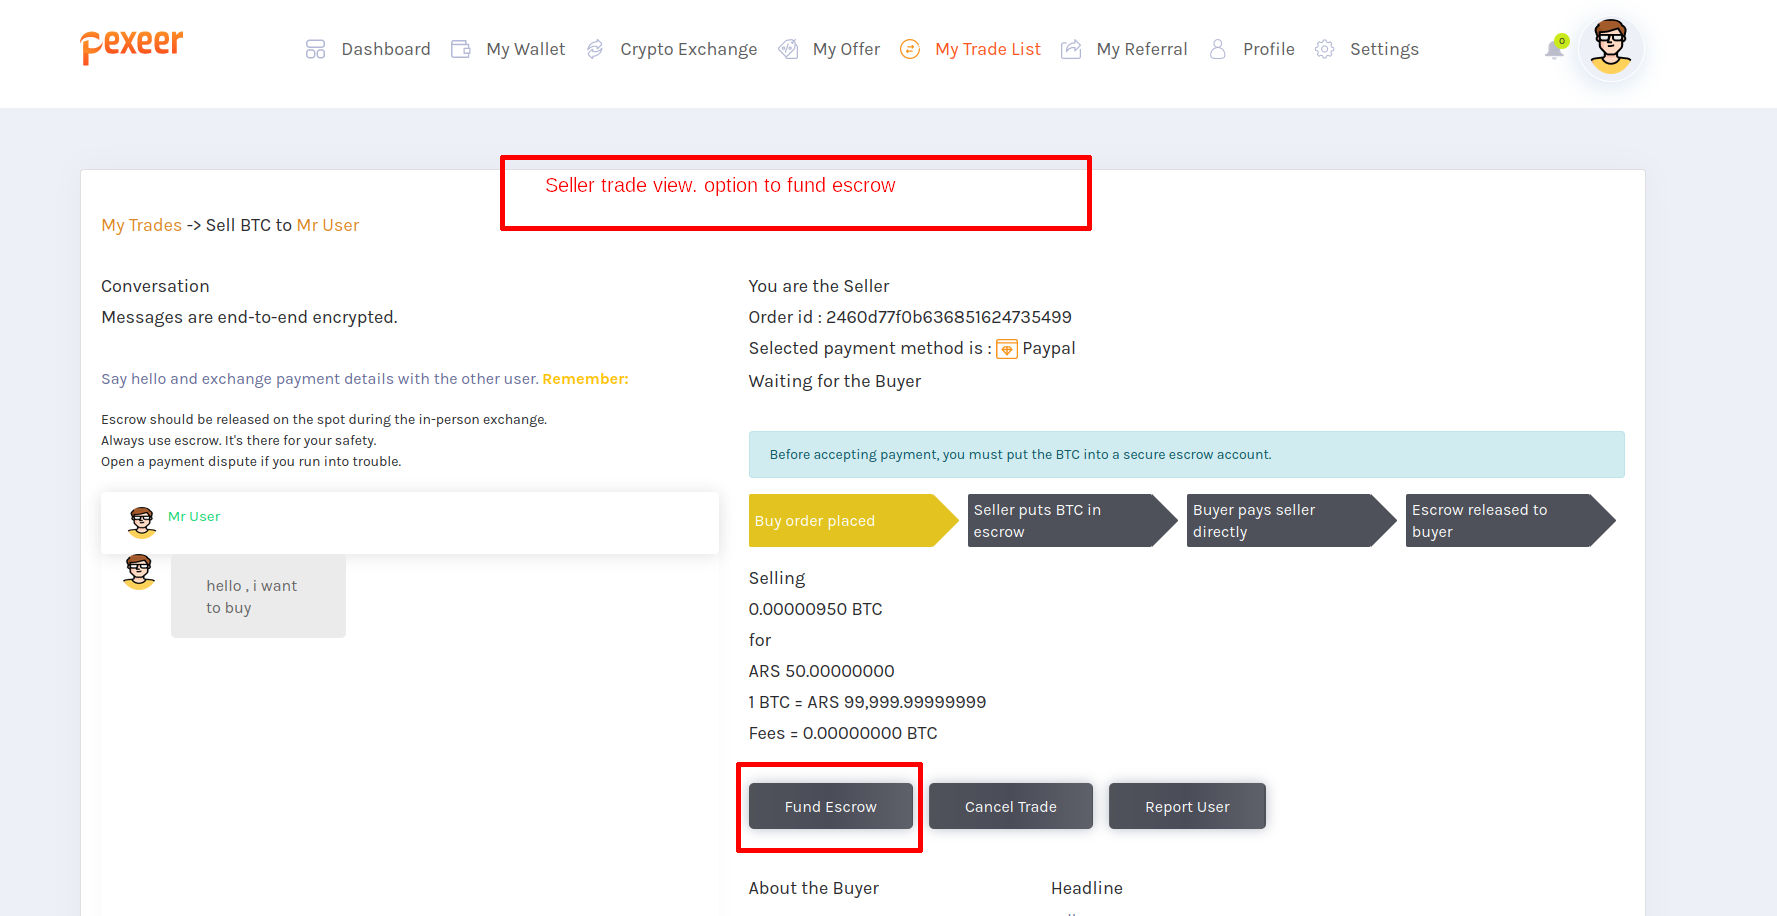 pexeer
Dashboard
My Wallet
Crypto Exchange
My Offer
My Trade List
My Referral
Profile
Settings
0
Seller trade view. option to fund escrow
My Trades -> Sell BTC to Mr User
Conversation
Messages are end-to-end encrypted.
Say hello and exchange payment details with the other user. Remember:
Escrow should be released on the spot during the in-person exchange.
Always use escrow. It's there for your safety.
Open a payment dispute if you run into trouble.
Mr User
hello , i want
to buy
You are the Seller
Order id : 2460d77f0b636851624735499
Selected payment method is : Paypal
Waiting for the Buyer
Before accepting payment, you must put the BTC into a secure escrow account.
Buy order placed
Seller puts BTC in
escrow
Buyer pays seller
directly
Escrow released to
buyer
Selling
0.00000950 BTC
for
ARS 50.00000000
1 BTC = ARS 99,999.99999999
Fees = 0.00000000 BTC
Fund Escrow
Cancel Trade
Report User
About the Buyer
Headline